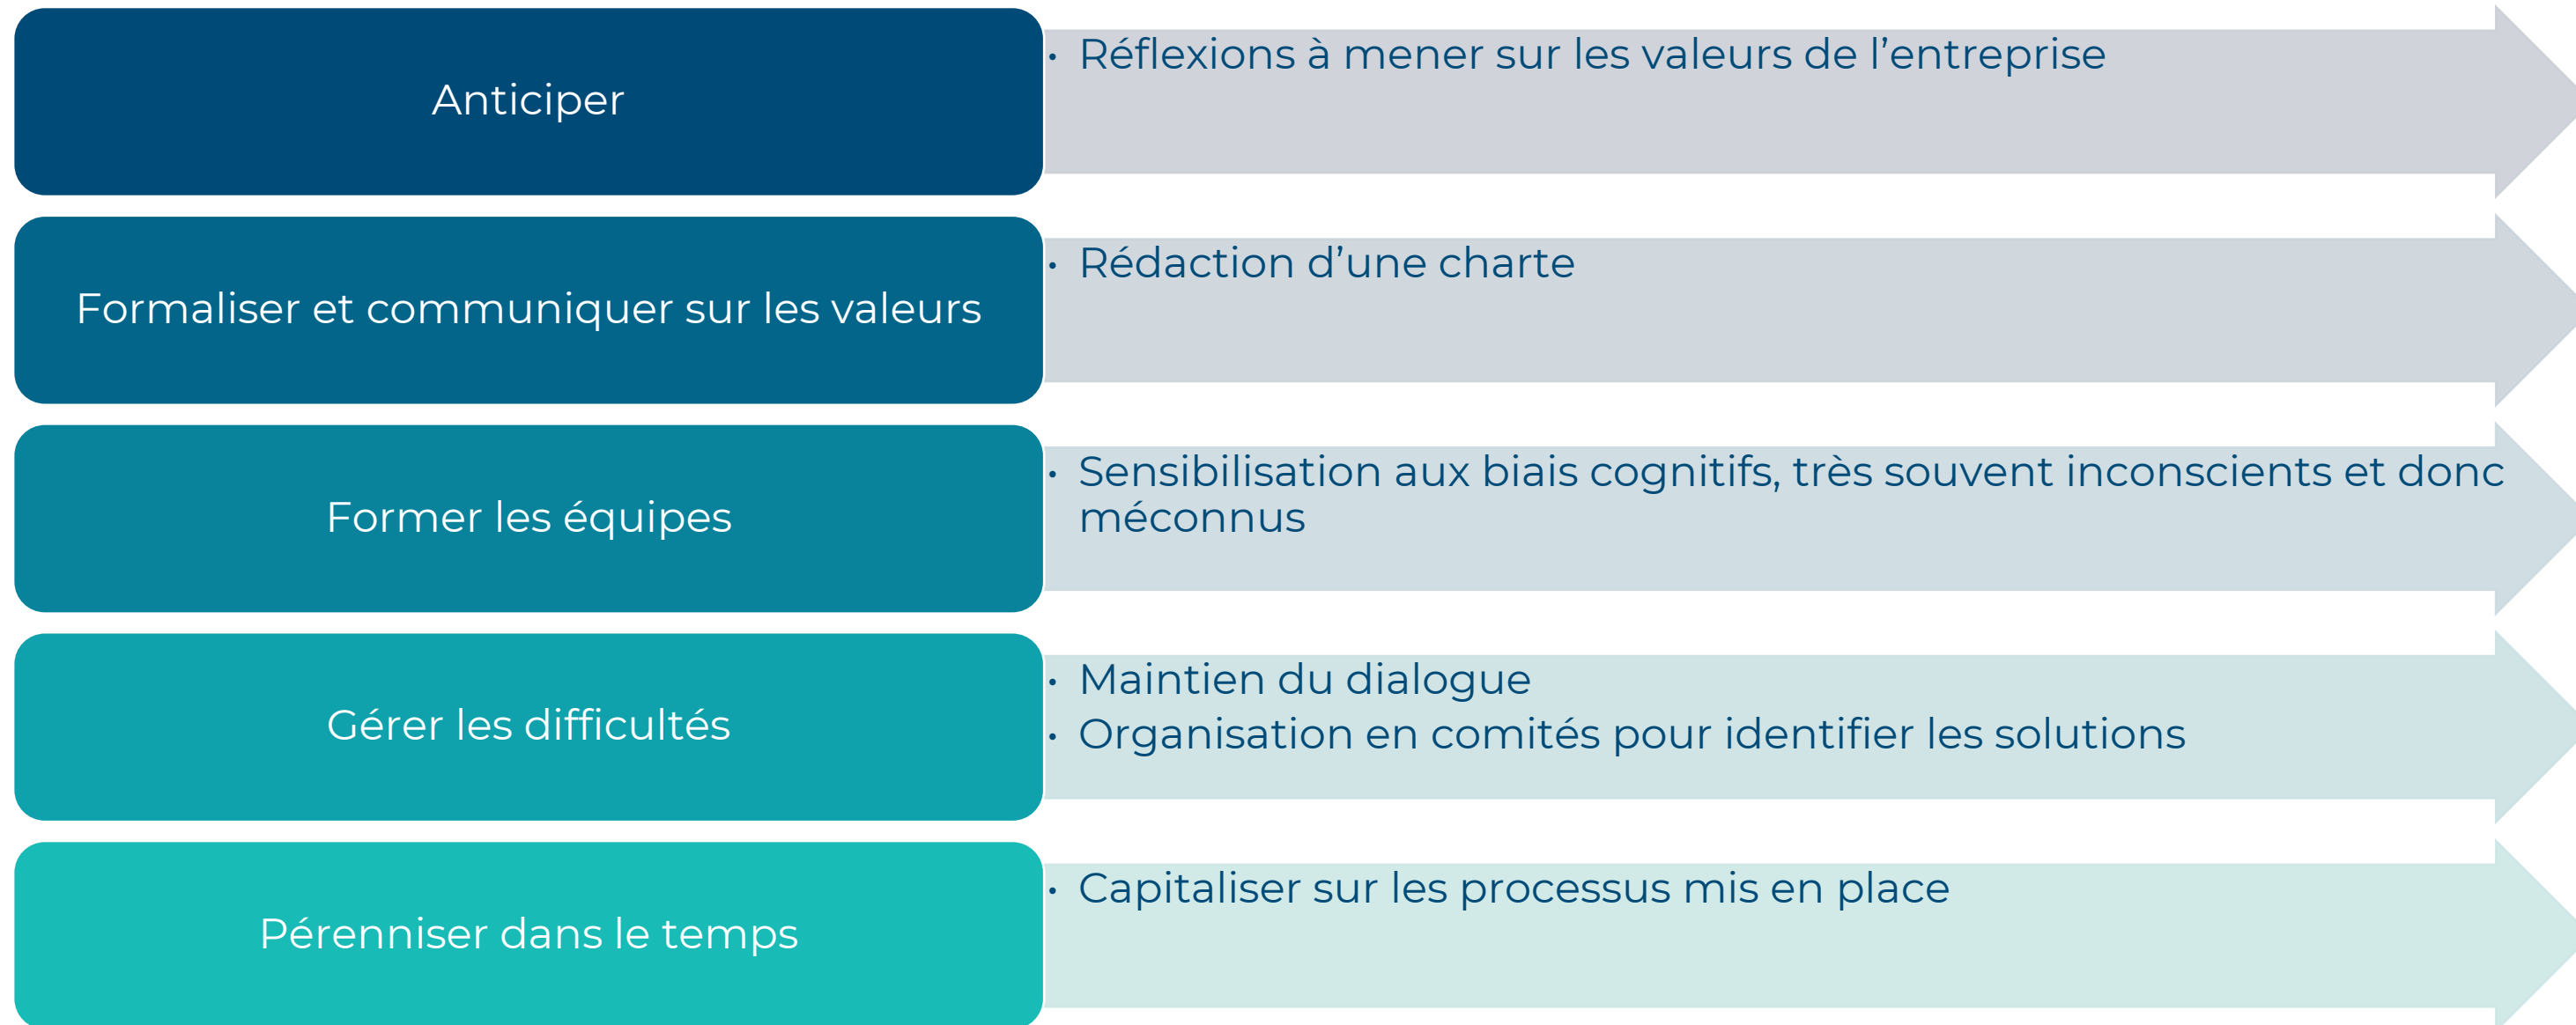 Anticiper
• Réflexions à mener sur les valeurs de l’entreprise
Formaliser et communiquer sur les valeurs
• Rédaction d’une charte
Former les équipes
• Sensibilisation aux biais cognitifs, très souvent inconscients et donc
méconnus
Gérer les difficultés
• Maintien du dialogue
• Organisation en comités pour identifier les solutions
Pérenniser dans le temps
• Capitaliser sur les processus mis en place